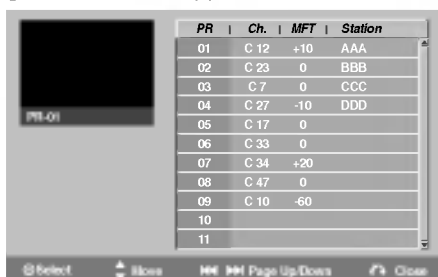 PR | Ch. | MFT | Station
01 C 12 +10 AAA
02 C 23 0 BBB
03 C 7 0 CCC
04 C 27 -10 DDD
PR-01
05 C 17 0
06 C 33 0
07 C 34 +20
08 C 47 0
09 C 10 -60
10
11
Select Move Page Up/Down Close